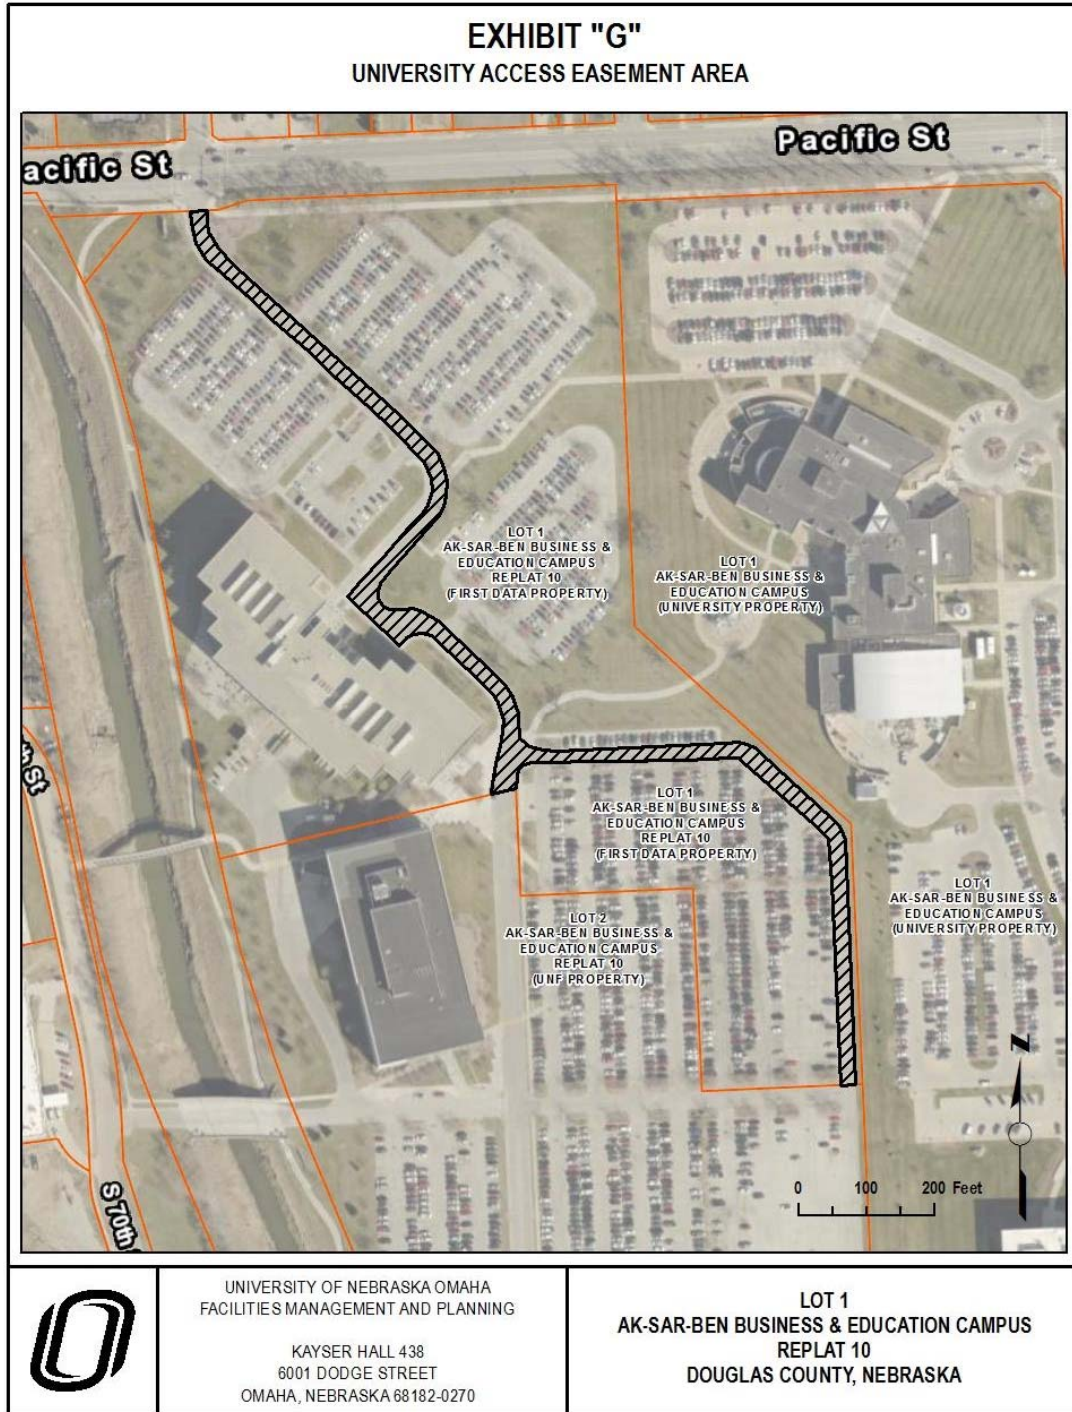 EXHIBIT "G"
UNIVERSITY ACCESS EASEMENT AREA
acific St
Pacific St
LOT 1
AK-SAR-BEN BUSINESS &
EDUCATION CAMPUS
REPLAT 10
(FIRST DATA PROPERTY)
LOT 1
AK-SAR-BEN BUSINESS &
EDUCATION CAMPUS
(UNIVERSITY PROPERTY)
th St
LOT 1
AK-SAR-BEN BUSINESS &
EDUCATION CAMPUS
REPLAT 10
(FIRST DATA PROPERTY)
LOT 1
AK-SAR-BEN BUSINESS &
EDUCATION CAMPUS
(UNIVERSITY PROPERTY)
LOT 2
AK-SAR-BEN BUSINESS &
EDUCATION CAMPUS
REPLAT 10
(UNF PROPERTY)
N
0 100 200 Feet
S 70th
UNIVERSITY OF NEBRASKA OMAHA
FACILITIES MANAGEMENT AND PLANNING
KAYSER HALL 438
6001 DODGE STREET
OMAHA, NEBRASKA 68182-0270
LOT 1
AK-SAR-BEN BUSINESS & EDUCATION CAMPUS
REPLAT 10
DOUGLAS COUNTY, NEBRASKA